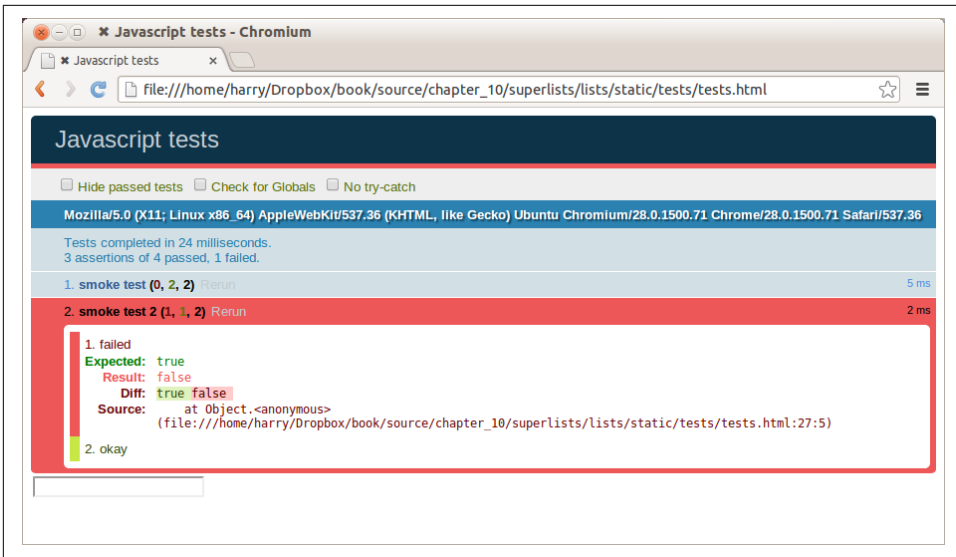 ✖ Javascript tests - Chromium
✖ Javascript tests ×
file:///home/harry/Dropbox/book/source/chapter_10/superlists/lists/static/tests/tests.html
Javascript tests
Hide passed tests Check for Globals No try-catch
Mozilla/5.0 (X11; Linux x86_64) AppleWebKit/537.36 (KHTML, like Gecko) Ubuntu Chromium/28.0.1500.71 Chrome/28.0.1500.71 Safari/537.36
Tests completed in 24 milliseconds.
3 assertions of 4 passed, 1 failed.
1. smoke test (0, 2, 2) Rerun 5 ms
2. smoke test 2 (1, 1, 2) Rerun 2 ms
1. failed
Expected: true
Result: false
Diff: true false
Source: at Object.<anonymous>
(file:///home/harry/Dropbox/book/source/chapter_10/superlists/lists/static/tests/tests.html:27:5)
2. okay